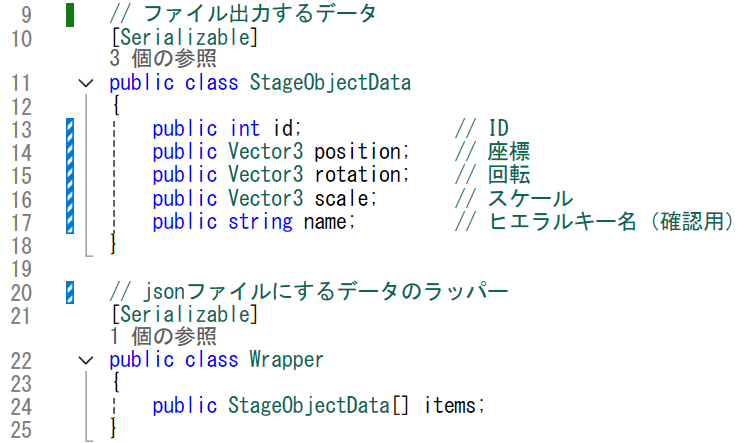 9 // ファイル出力するデータ
10 [Serializable]
3 個の参照
11 public class StageObjectData
12 {
13 public int id; // ID
14 public Vector3 position; // 座標
15 public Vector3 rotation; // 回転
16 public Vector3 scale; // スケール
17 public string name; // ヒエラルキー名（確認用）
18 }
19
20 // jsonファイルにするデータのラッパー
21 [Serializable]
1 個の参照
22 public class Wrapper
23 {
24 public StageObjectData[] items;
25 }